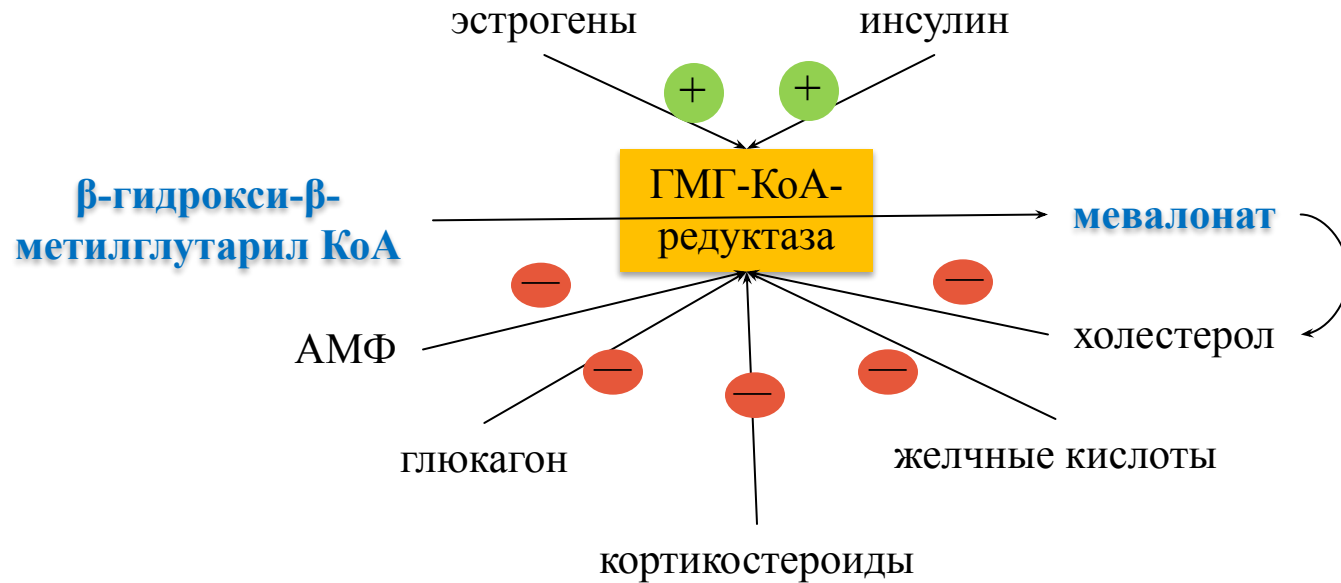 эстрогены
инсулин
+
+
β-гидрокси-β-
метилглутарил КоА
ГМГ-КоА-
редуктаза
мевалонат
—
—
АМФ
холестерол
—
—
—
глюкагон
желчные кислоты
кортикостероиды